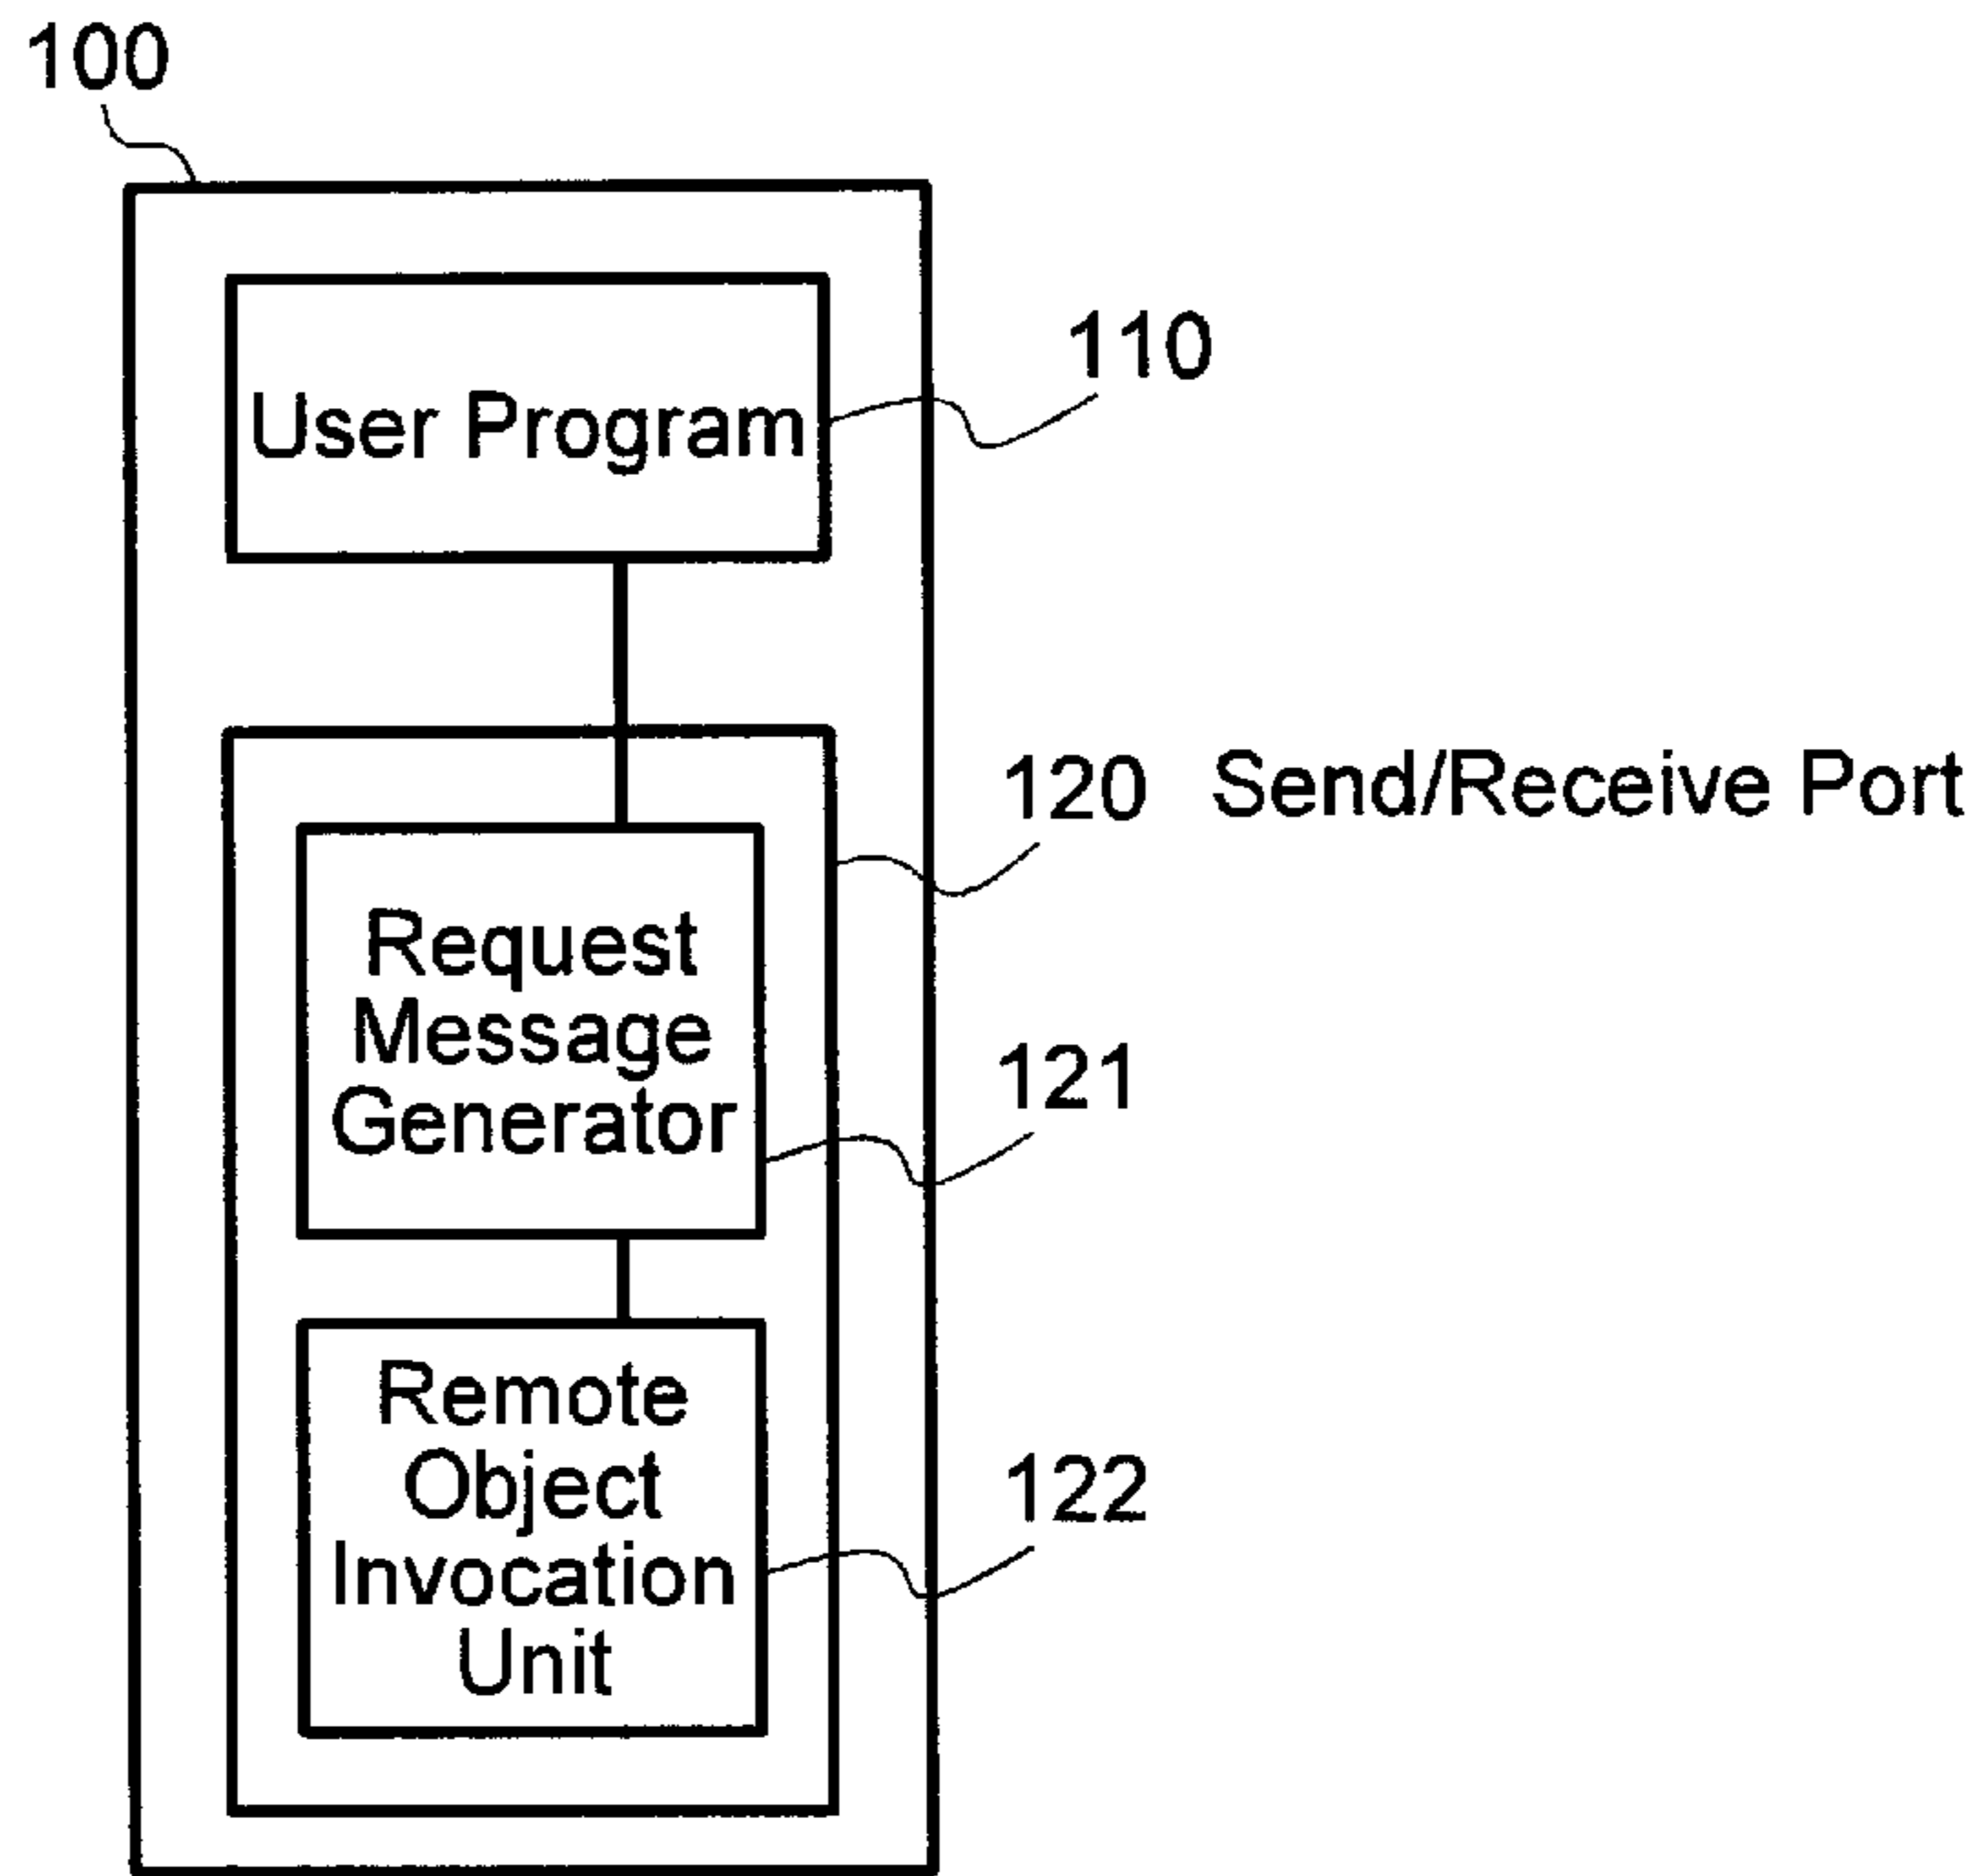 100
User Program
110
120 Send/Receive Port
Request
Message
Generator
121
Remote
Object
Invocation
Unit
122